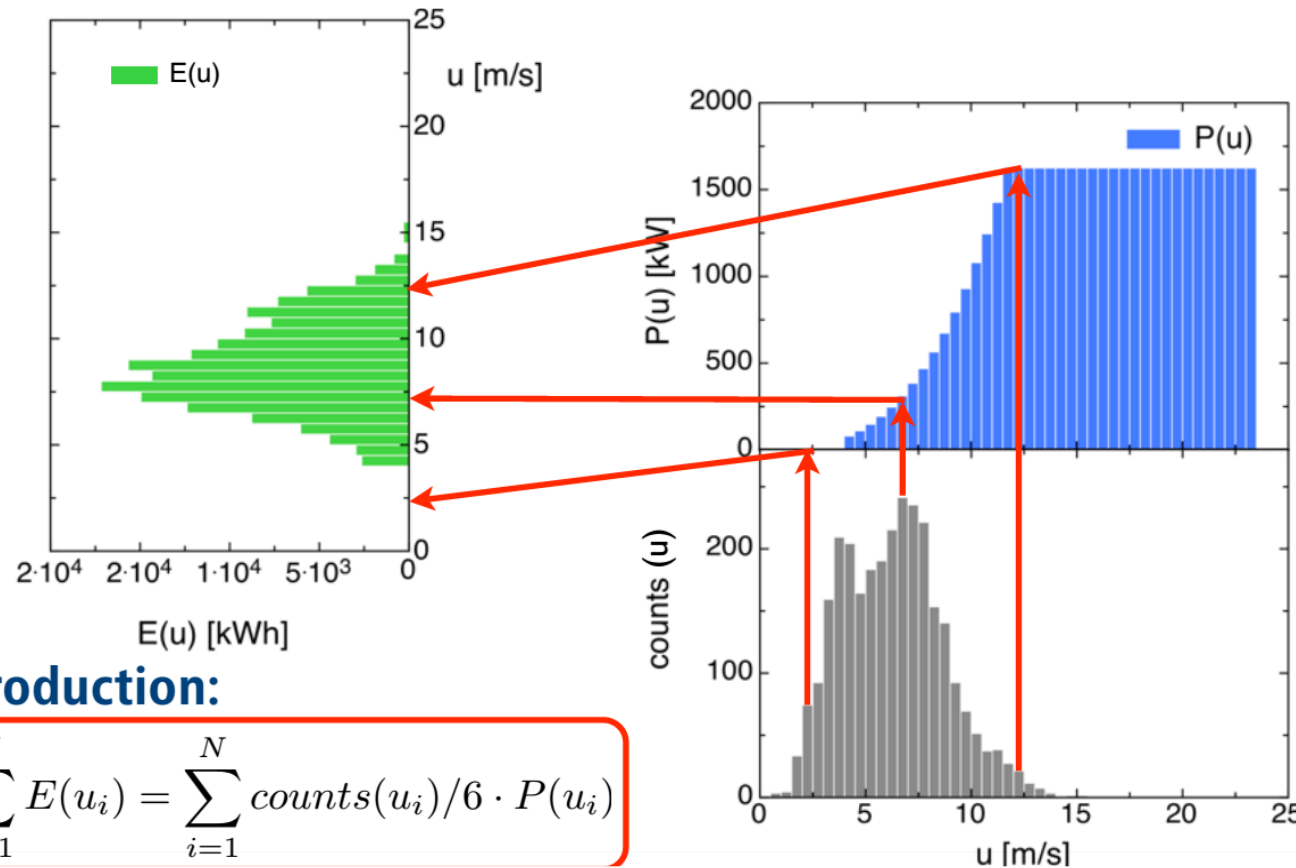 25
E(u)
u [m/s]
20
15
10
5
0
2·10⁴ 2·10⁴ 1·10⁴ 5·10³ 0
E(u) [kWh]
2000
P(u)
1500
1000
500
0
P(u) [kW]
200
100
0
counts (u)
0 5 10 15 20 25
u [m/s]
roduction:
N
∑ E(u_i) = ∑ counts(u_i)/6 · P(u_i)
1 i=1